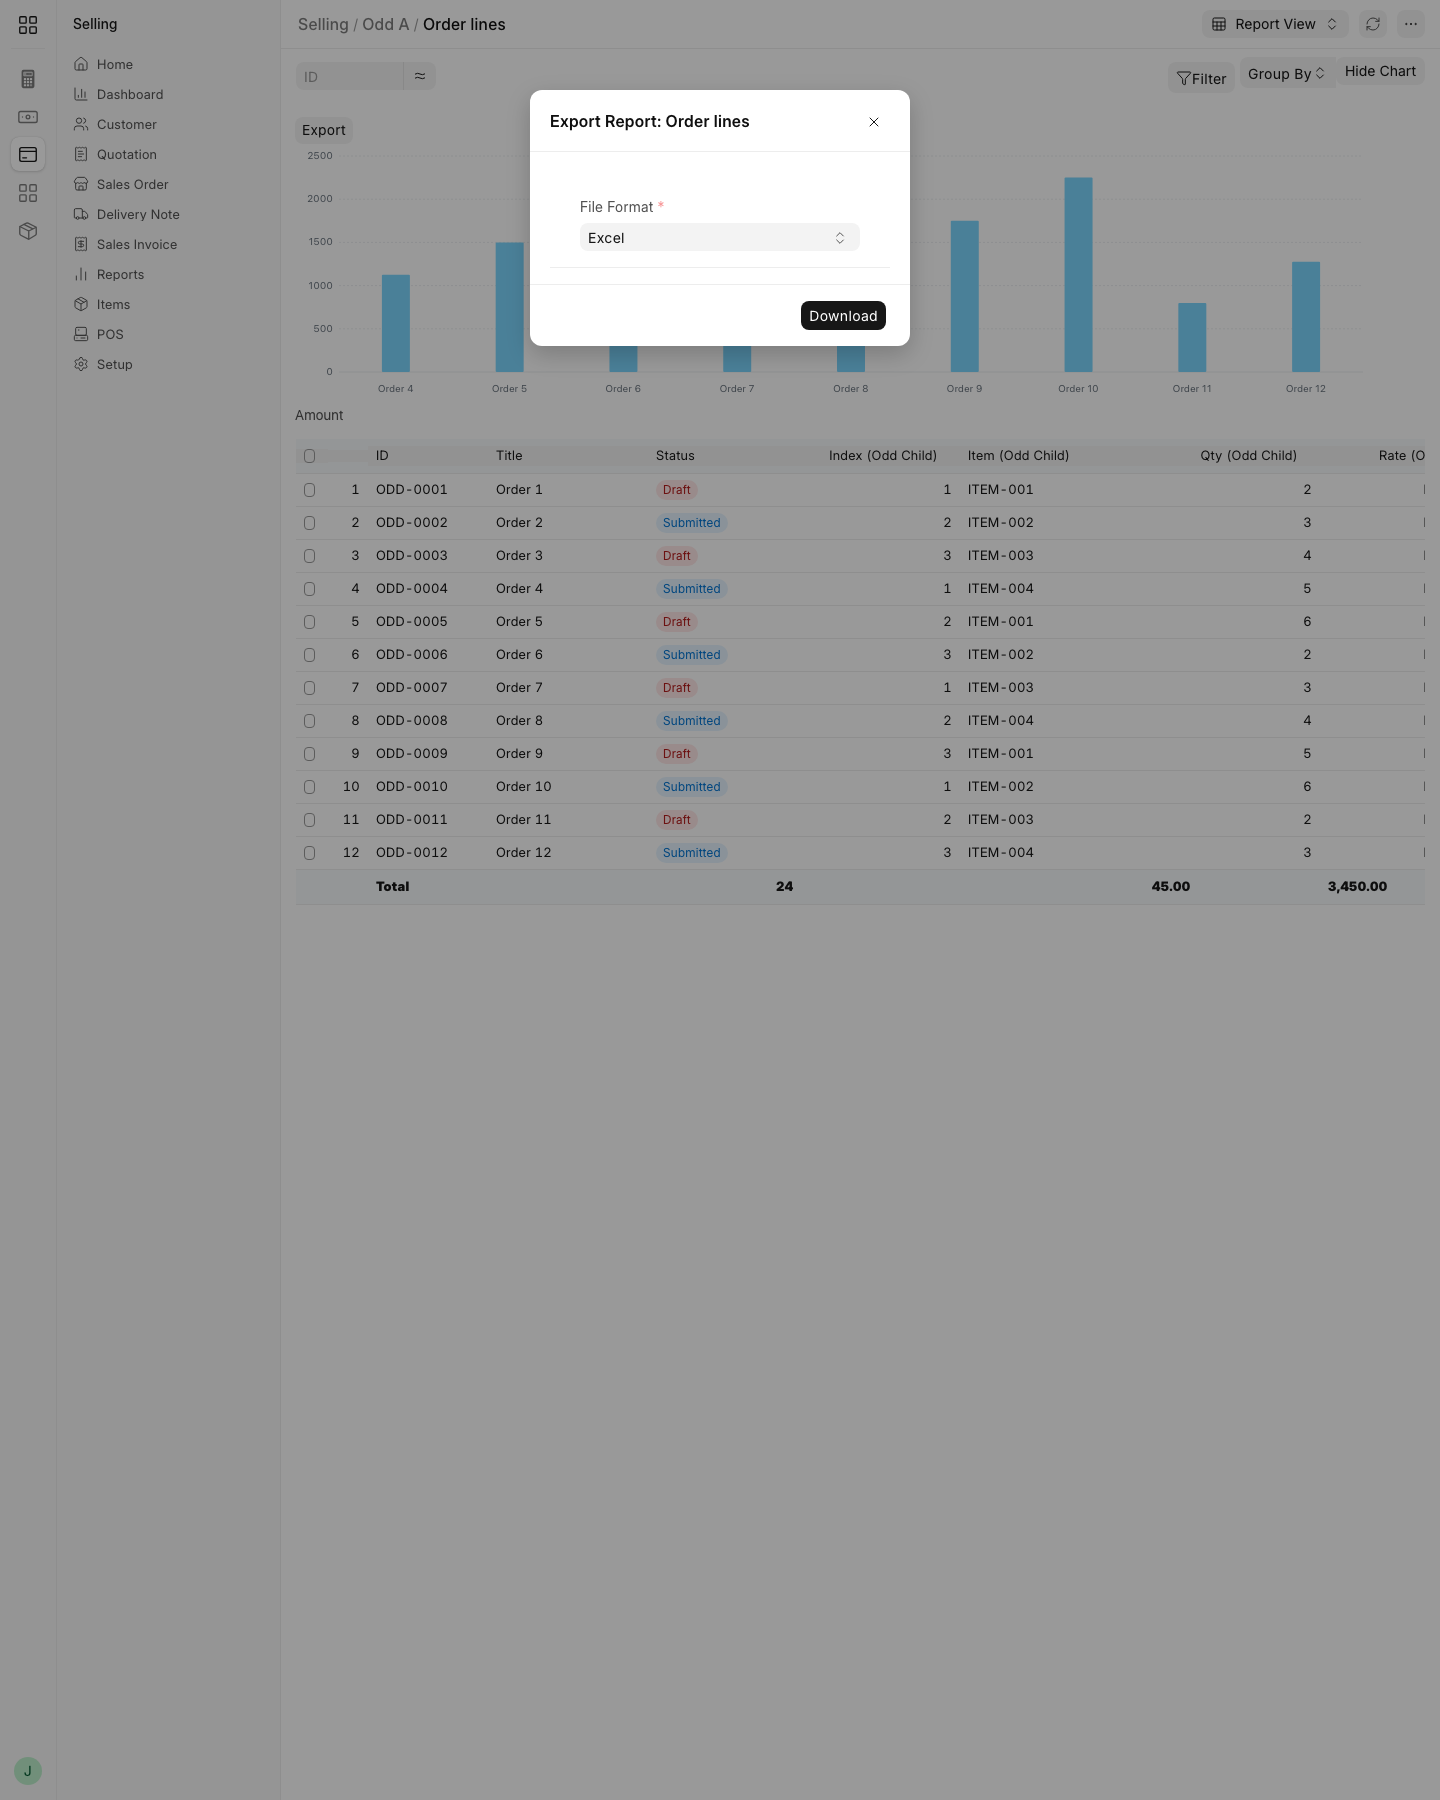 Selling
Home
Dashboard
Customer
Quotation
Sales Order
Delivery Note
Sales Invoice
Reports
Items
POS
Setup
J
Selling / Odd A / Order lines
Report View
ID
≈
Filter
Group By
Hide Chart
Export
Export Report: Order lines
File Format *
Excel
Download
2500
2000
1500
1000
500
0
Order 4 Order 5 Order 6 Order 7 Order 8 Order 9 Order 10 Order 11 Order 12
Amount
ID Title Status Index (Odd Child) Item (Odd Child) Qty (Odd Child) Rate (O
1 ODD-0001 Order 1 Draft 1 ITEM-001 2
2 ODD-0002 Order 2 Submitted 2 ITEM-002 3
3 ODD-0003 Order 3 Draft 3 ITEM-003 4
4 ODD-0004 Order 4 Submitted 1 ITEM-004 5
5 ODD-0005 Order 5 Draft 2 ITEM-001 6
6 ODD-0006 Order 6 Submitted 3 ITEM-002 2
7 ODD-0007 Order 7 Draft 1 ITEM-003 3
8 ODD-0008 Order 8 Submitted 2 ITEM-004 4
9 ODD-0009 Order 9 Draft 3 ITEM-001 5
10 ODD-0010 Order 10 Submitted 1 ITEM-002 6
11 ODD-0011 Order 11 Draft 2 ITEM-003 2
12 ODD-0012 Order 12 Submitted 3 ITEM-004 3
Total 24 45.00 3,450.00